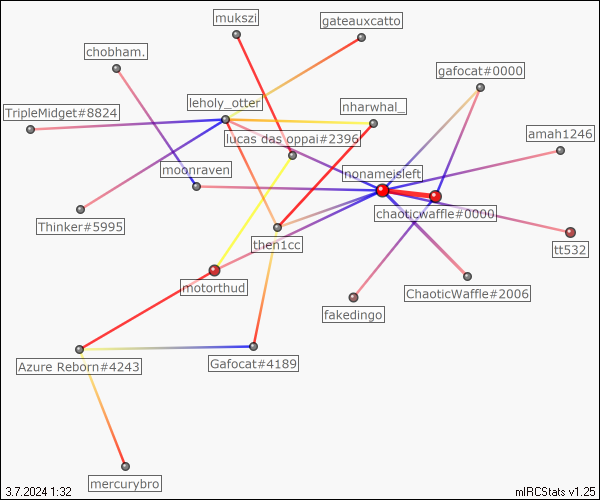 mukszi
gateauxcatto
chobham.
gafocat#0000
leholy_otter
nharwhal_
TripleMidget#8824
lucas das oppai#2396
amah1246
moonraven
nonameisleft
chaoticwaffle#0000
Thinker#5995
then1cc
tt532
motorthud
ChaoticWaffle#2006
fakedingo
Azure Reborn#4243
Gafocat#4189
mercurybro
3.7.2024 1:32
mIRCStats v1.25